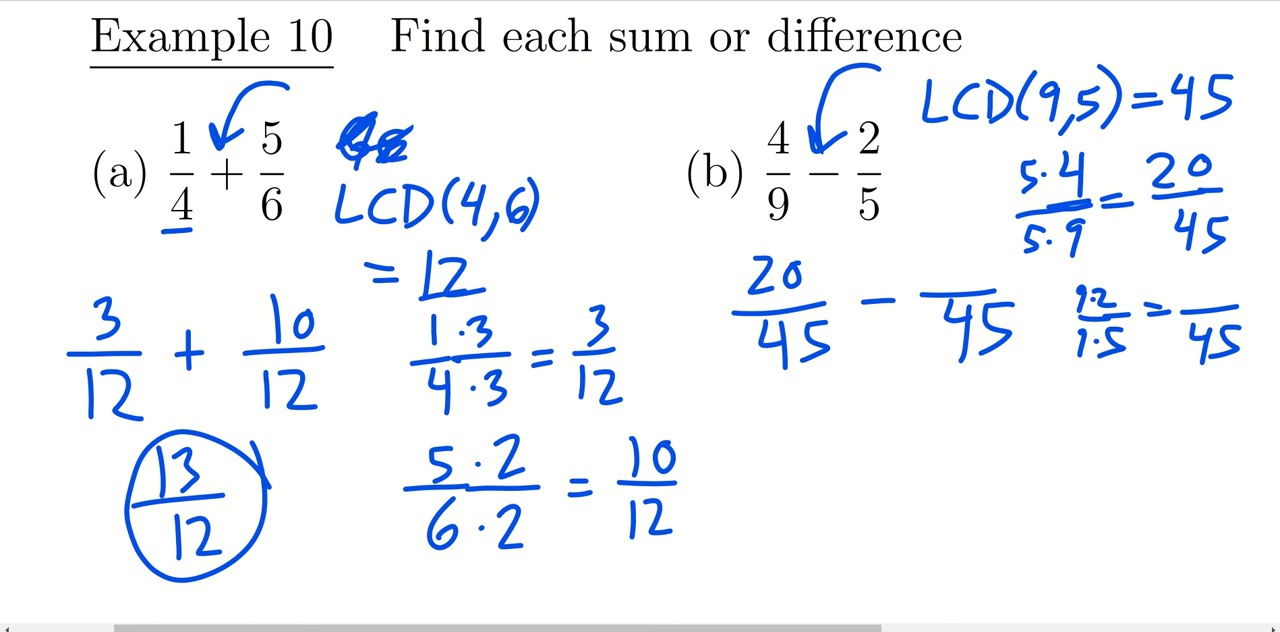 Example 10 Find each sum or difference
(a) 1/4 + 5/6
LCD(4,6)
= 12
3/12 + 10/12
1·3/4·3 = 3/12
13/12
5·2/6·2 = 10/12
(b) 4/9 − 2/5
LCD(9,5)=45
5·4/5·9 = 20/45
20/45 − /45
9·2/9·5 = /45